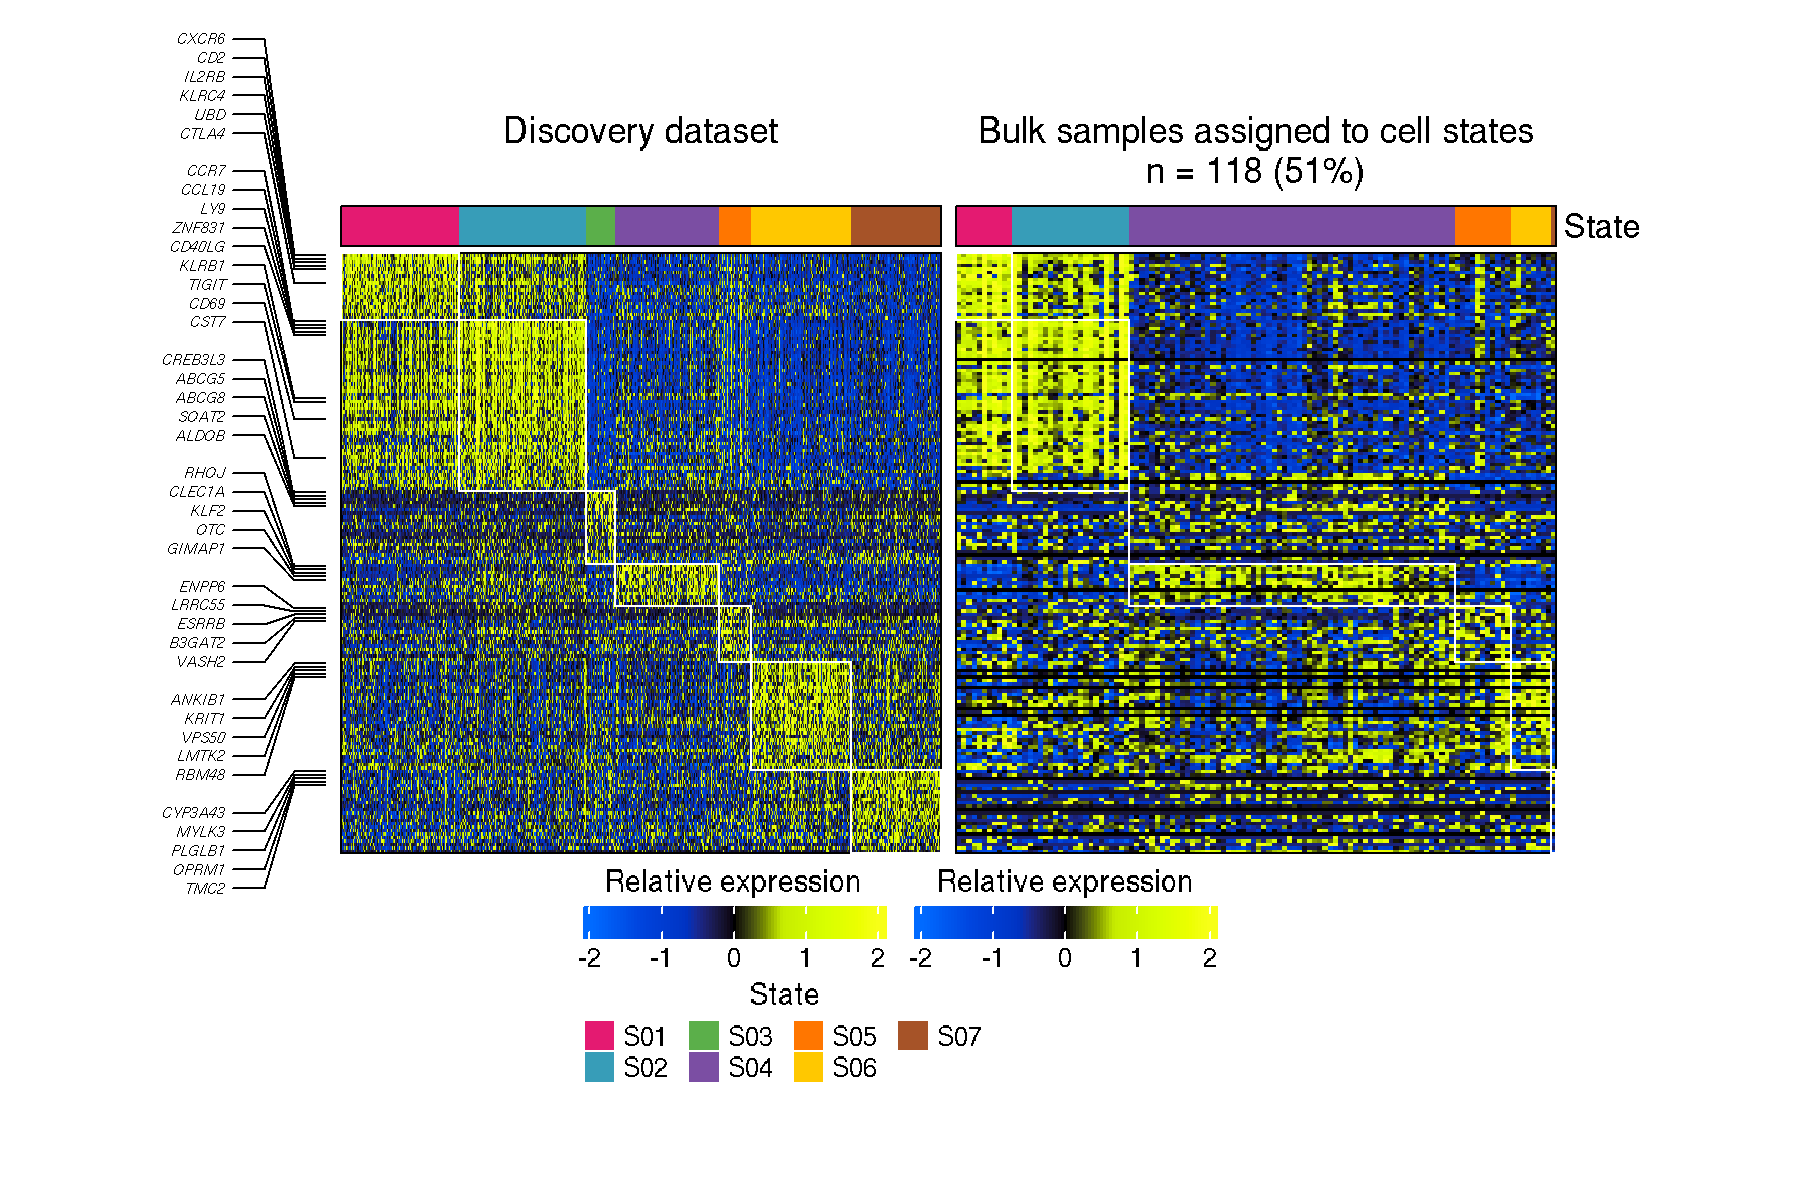 CXCR6
CD2
IL2RB
KLRC4
UBD
CTLA4
CCR7
CCL19
LY9
ZNF831
CD40LG
KLRB1
TIGIT
CD69
CST7
CREB3L3
ABCG5
ABCG8
SOAT2
ALDOB
RHOJ
CLEC1A
KLF2
OTC
GIMAP1
ENPP6
LRRC55
ESRRB
B3GAT2
VASH2
ANKIB1
KRIT1
VPS50
LMTK2
RBM48
CYP3A43
MYLK3
PLGLB1
OPRM1
TMC2
Discovery dataset
Bulk samples assigned to cell states
n = 118 (51%)
State
Relative expression
-2 -1 0 1 2
Relative expression
-2 -1 0 1 2
State
S01 S03 S05 S07
S02 S04 S06